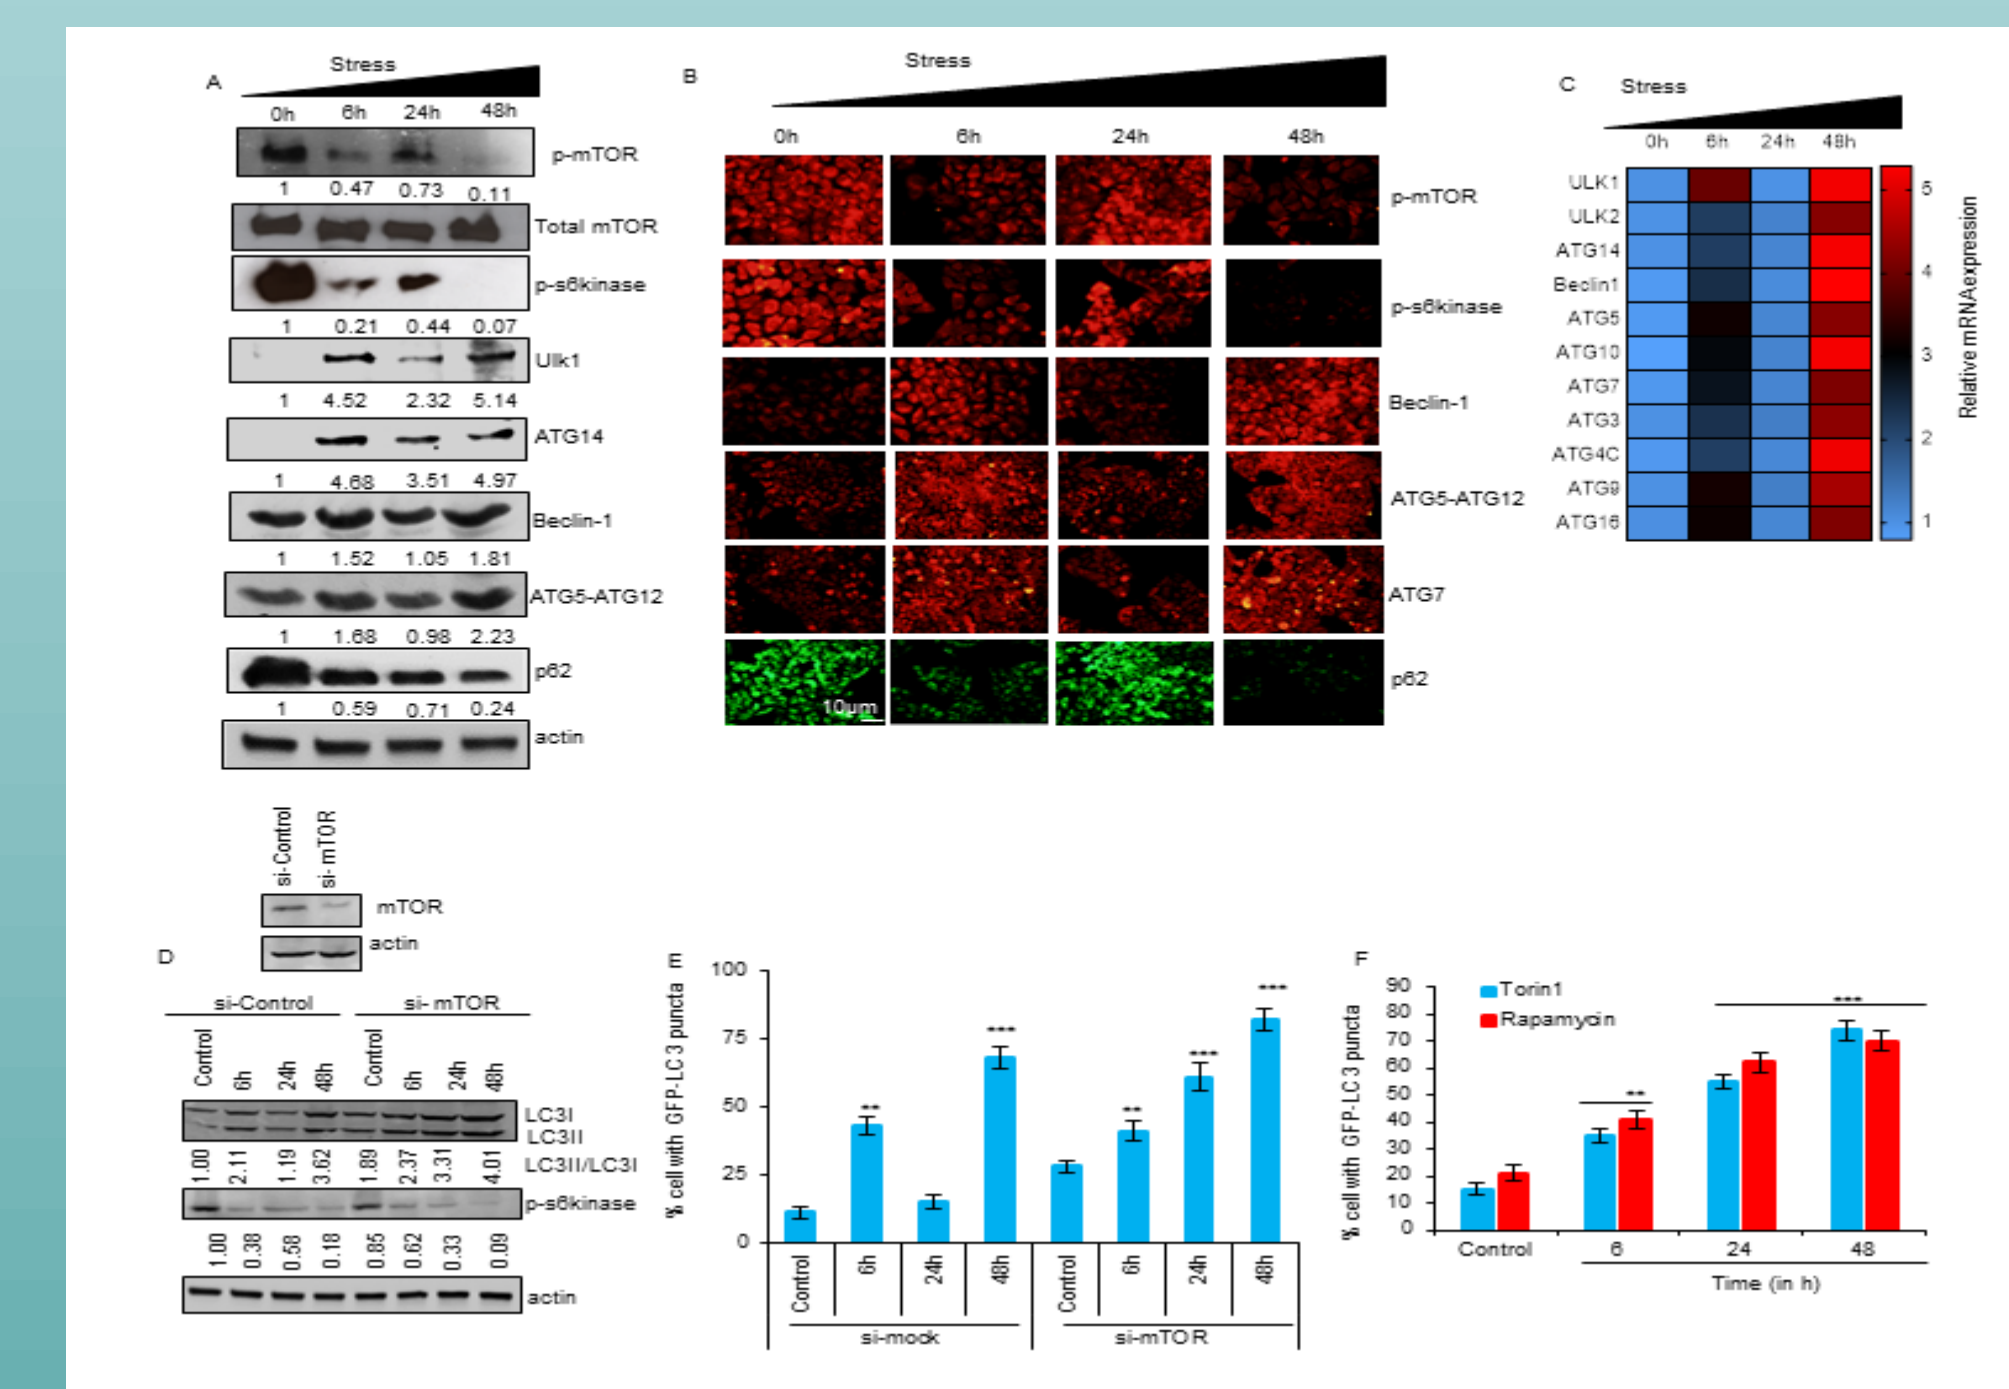 A
Stress
0h 6h 24h 48h
p-mTOR
1 0.47 0.73 0.11
Total mTOR
p-s6kinase
1 0.21 0.44 0.07
Ulk1
1 4.52 2.32 5.14
ATG14
1 4.68 3.51 4.97
Beclin-1
1 1.52 1.05 1.81
ATG5-ATG12
1 1.68 0.98 2.23
p62
1 0.59 0.71 0.24
actin
B
Stress
0h 6h 24h 48h
p-mTOR
p-s6kinase
Beclin-1
ATG5-ATG12
ATG7
p62
10μm
C
Stress
0h 6h 24h 48h
ULK1
ULK2
ATG14
Beclin1
ATG5
ATG10
ATG7
ATG3
ATG4C
ATG9
ATG16
5
4
3
2
1
Relative mRNAexpression
D
si-Control si- mTOR
mTOR
actin
si-Control si- mTOR
Control 6h 24h 48h Control 6h 24h 48h
LC3I
LC3II
1.00 2.11 1.19 3.62 1.89 2.37 3.31 4.01 LC3II/LC3I
p-s6kinase
1.00 0.38 0.58 0.18 0.85 0.62 0.33 0.09
actin
E
% cell with GFP-LC3 puncta
100
75
50
25
0
** *** ** *** ***
Control 6h 24h 48h Control 6h 24h 48h
si-mock si-mTOR
F
% cell with GFP-LC3 puncta
90
80
70
60
50
40
30
20
10
0
Torin1
Rapamycin
** ***
Control 6 24 48
Time (in h)